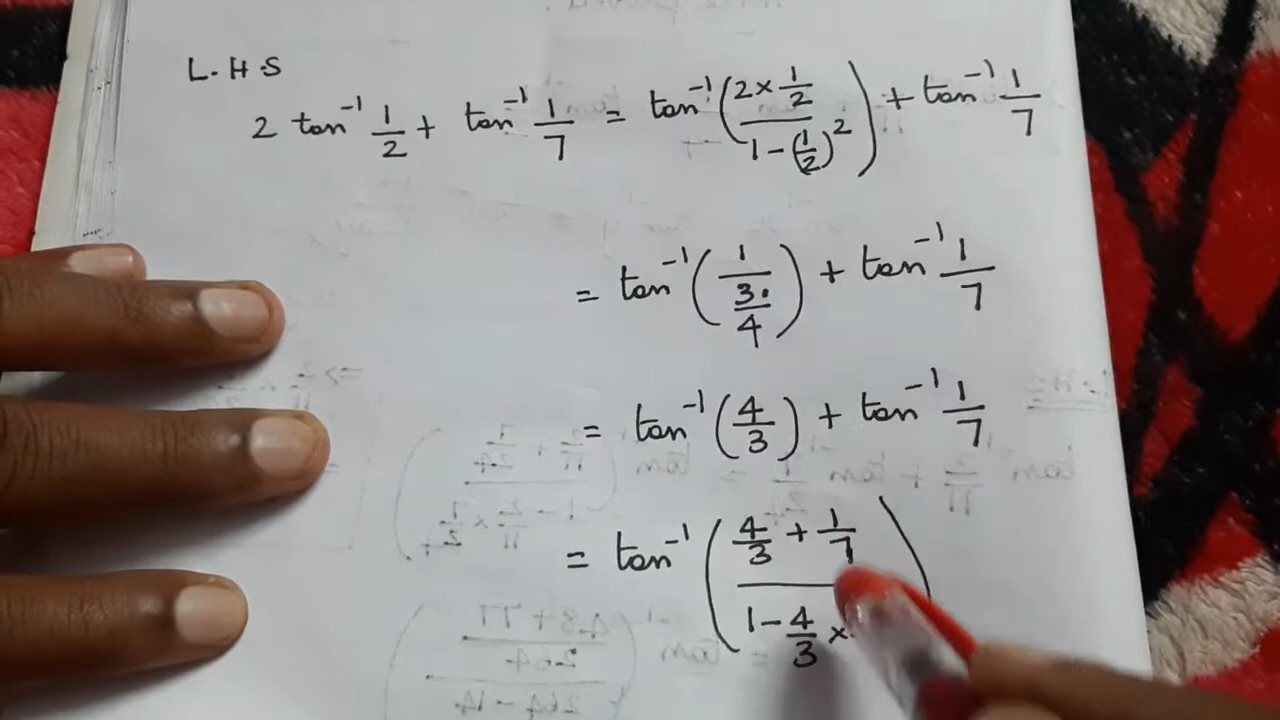 L.H.S
2 tan⁻¹ 1/2 + tan⁻¹ 1/7 = tan⁻¹ (2 × 1/2 / 1 - (1/2)²) + tan⁻¹ 1/7
= tan⁻¹ (1 / 3/4) + tan⁻¹ 1/7
= tan⁻¹ (4/3) + tan⁻¹ 1/7
= tan⁻¹ (4/3 + 1/7 / 1 - 4/3 ×)